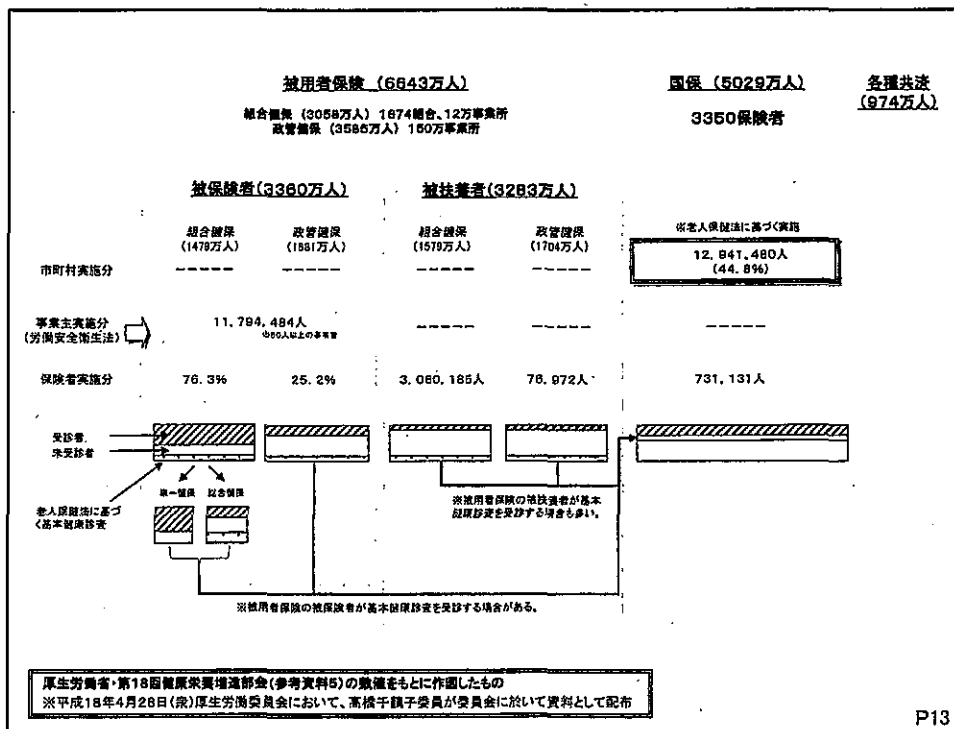 被用者保険 (6643万人)
国保 (5029万人)
各種共済
(974万人)
組合健保 (3058万人) 1674組合、12万事業所
政管健保 (3585万人) 150万事業所
3350保険者
被保険者(3360万人)
被扶養者(3283万人)
組合健保
(1479万人)
政管健保
(1881万人)
組合健保
(1579万人)
政管健保
(1704万人)
※老人保健法に基づく実施
市町村実施分
-----
-----
-----
-----
12,941,480人
(44.8%)
事業主実施分
(労働安全衛生法)
11,794,484人
50人以上の事業者
-----
-----
-----
保険者実施分
76.3%
25.2%
3,060,185人
76,972人
731,131人
受診者
未受診者
老人保健法に基づ
く基本健康診査
単一健保
総合健保
※被用者保険の被扶養者が基本
健康診査を受診する場合も多い。
※被用者保険の被保険者が基本健康診査を受診する場合がある。
厚生労働省・第18回健康栄養増進部会(参考資料5)の数値をもとに作図したもの
※平成18年4月28日(衆)厚生労働委員会において、高橋千鶴子委員が委員会に於いて資料として配布
P13